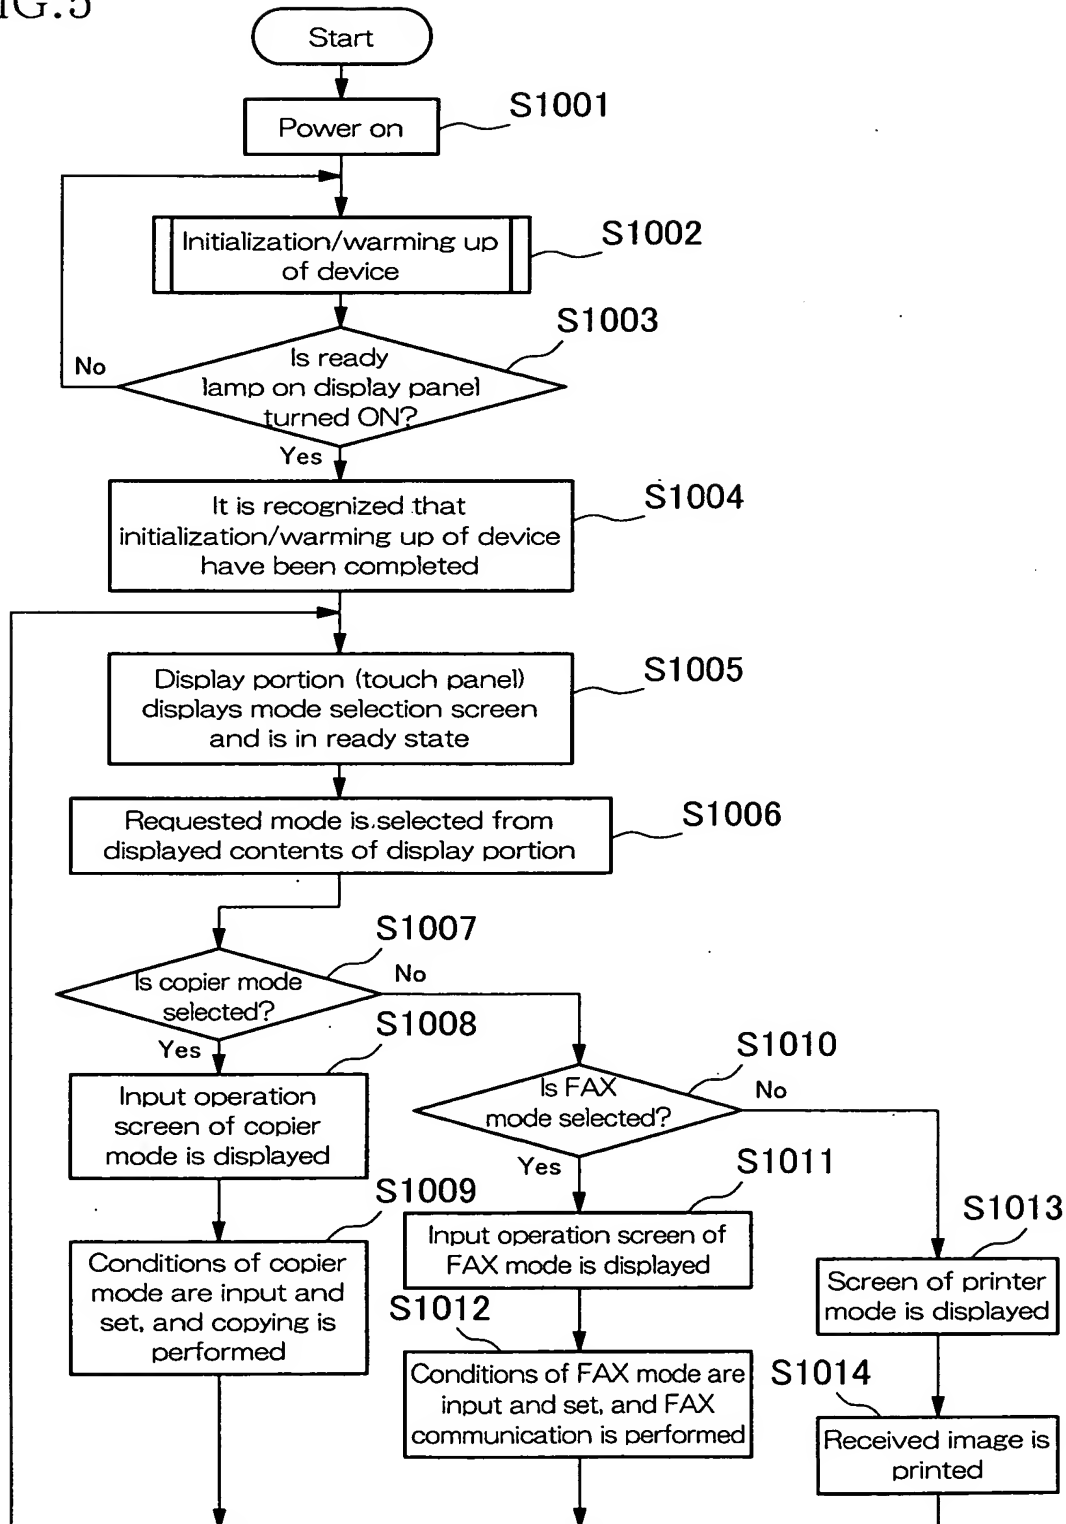 FIG.5
Start
S1001
Power on
S1002
Initialization/warming up
of device
S1003
Is ready
lamp on display panel
turned ON?
No
Yes
S1004
It is recognized that
initialization/warming up of device
have been completed
S1005
Display portion (touch panel)
displays mode selection screen
and is in ready state
S1006
Requested mode is selected from
displayed contents of display portion
S1007
Is copier mode
selected?
No
Yes
S1008
Input operation
screen of copier
mode is displayed
S1009
Conditions of copier
mode are input and
set, and copying is
performed
S1010
Is FAX
mode selected?
No
Yes
S1011
Input operation screen of
FAX mode is displayed
S1012
Conditions of FAX mode are
input and set, and FAX
communication is performed
S1013
Screen of printer
mode is displayed
S1014
Received image is
printed